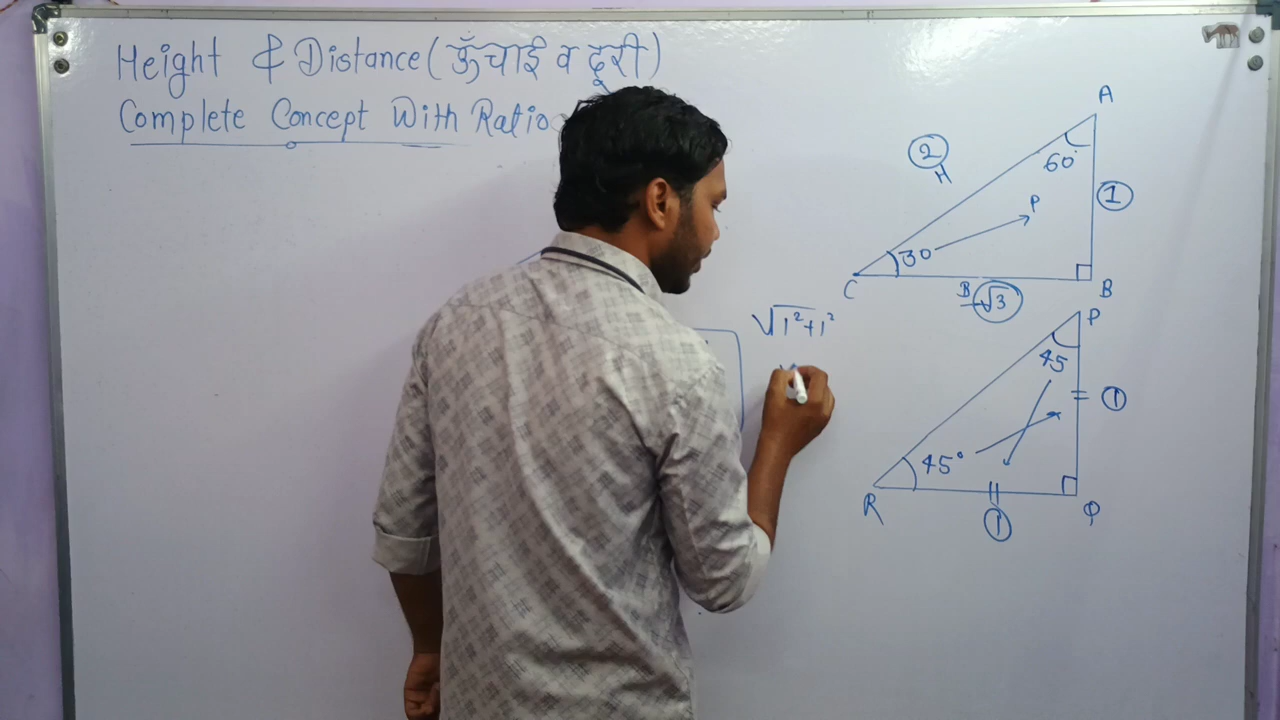 Height & Distance (ऊँचाई व दूरी)
Complete Concept With Ratio
A
60°
2
H
1
P
30
C
B
√3
B
√1²+1²
P
45
1
45°
R
1
Q